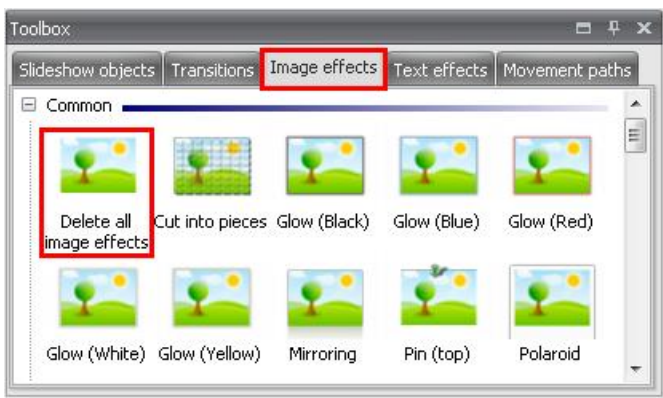 Toolbox
Slideshow objects Transitions Image effects Text effects Movement paths
Common
Delete all Cut into pieces Glow (Black) Glow (Blue) Glow (Red)
image effects
Glow (White) Glow (Yellow) Mirroring Pin (top) Polaroid